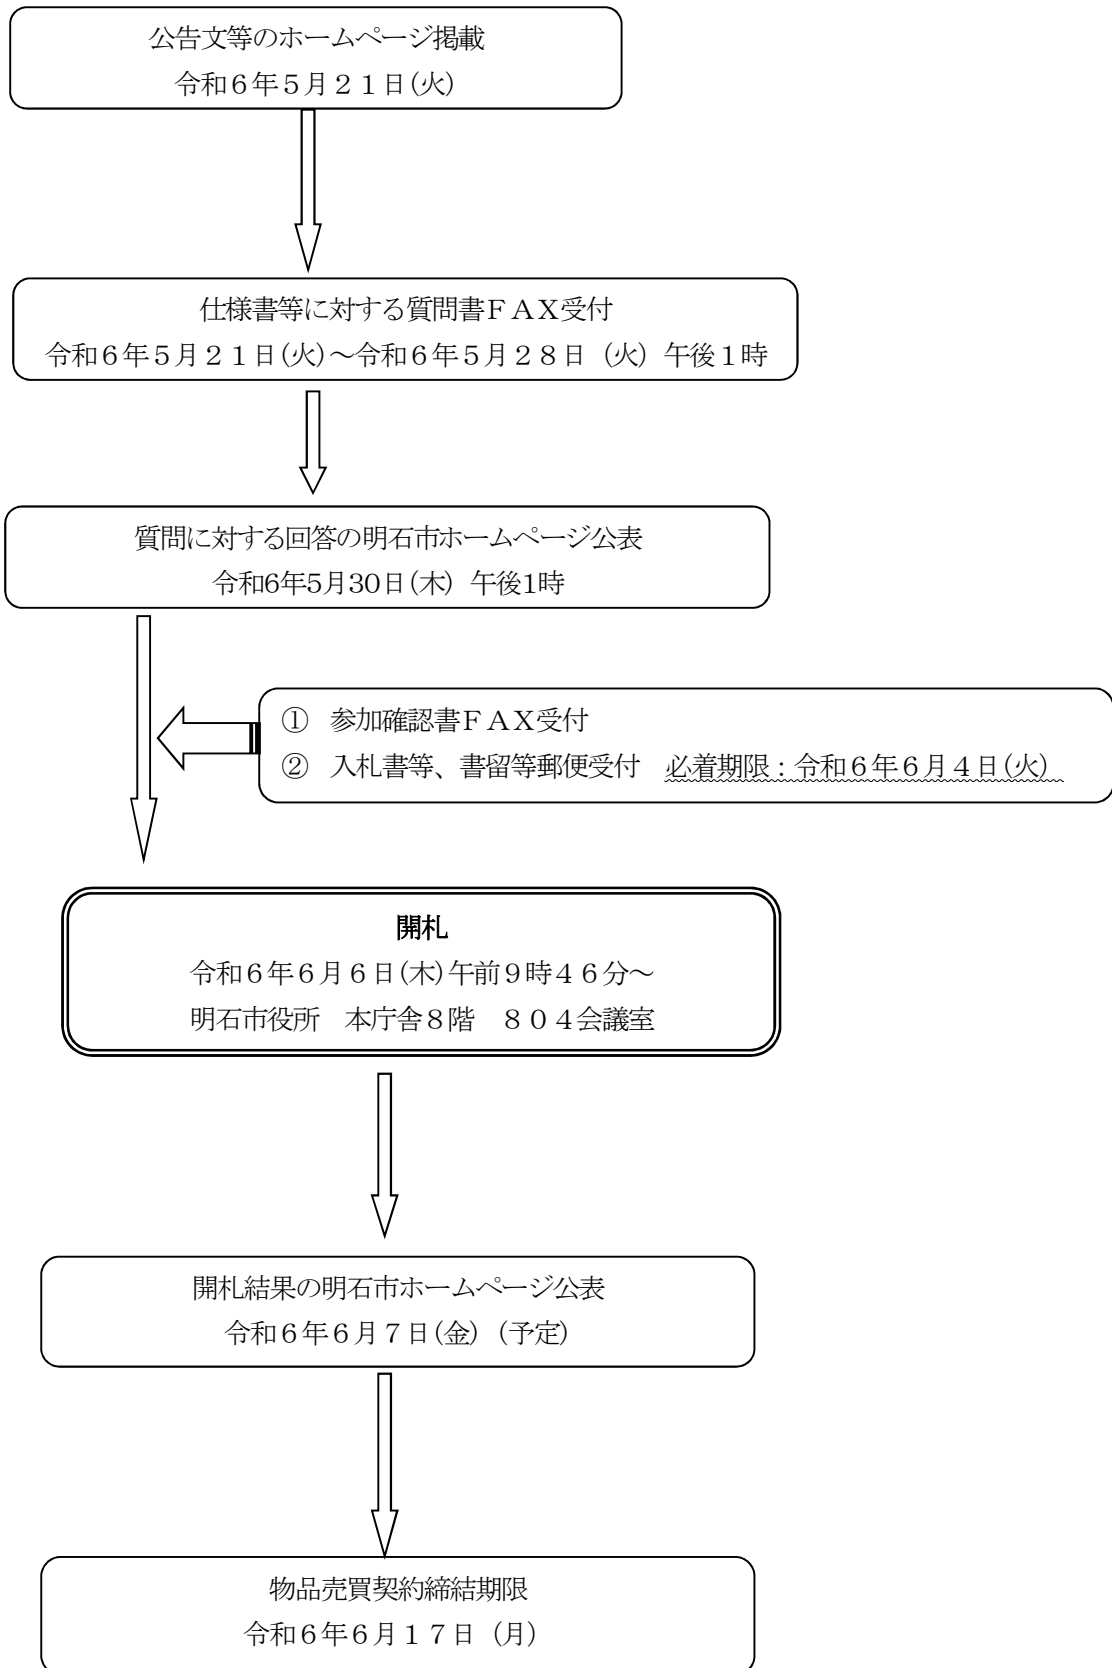 公告文等のホームページ掲載
令和６年５月２１日(火)
仕様書等に対する質問書ＦＡＸ受付
令和６年５月２１日(火)～令和６年５月２８日（火）午後１時
質問に対する回答の明石市ホームページ公表
令和6年5月30日(木）午後1時
①　参加確認書ＦＡＸ受付
②　入札書等、書留等郵便受付　必着期限：令和６年６月４日(火)
開札
令和６年６月６日(木)午前９時４６分～
明石市役所　本庁舎８階　８０４会議室
開札結果の明石市ホームページ公表
令和６年６月７日(金)（予定）
物品売買契約締結期限
令和６年６月１７日（月）